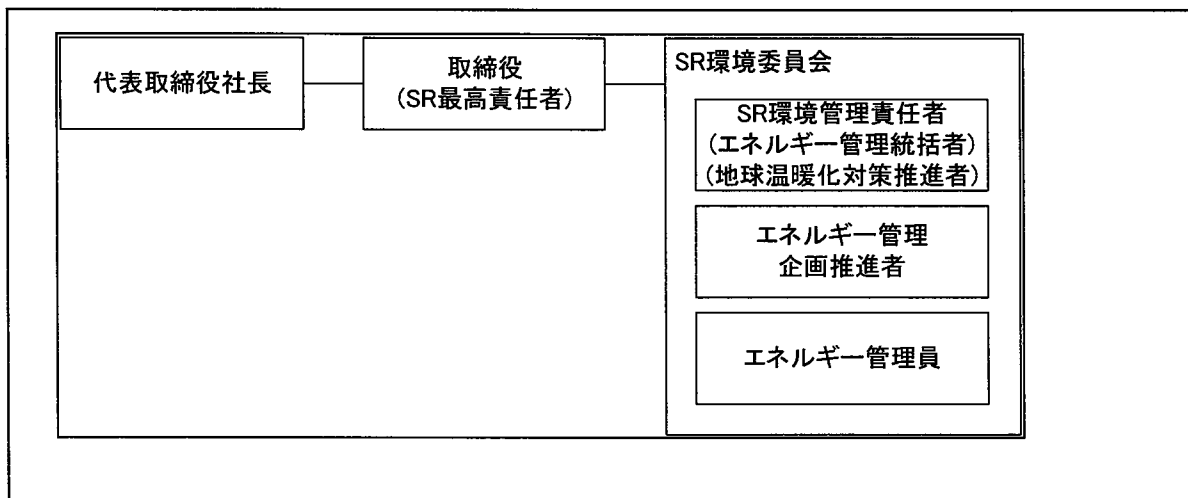 代表取締役社長
取締役
(SR最高責任者)
SR環境委員会
SR環境管理責任者
(エネルギー管理統括者)
(地球温暖化対策推進者)
エネルギー管理
企画推進者
エネルギー管理員